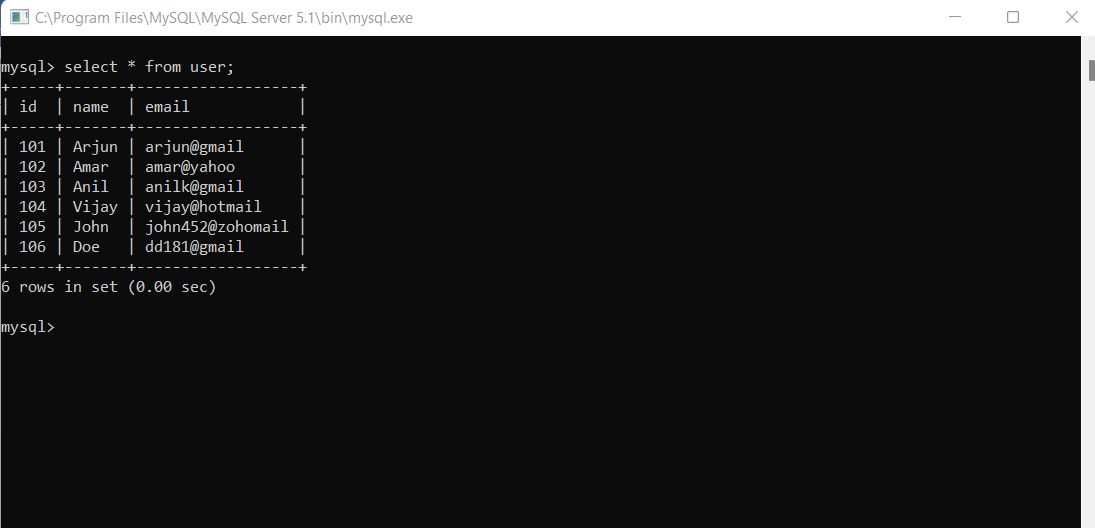 C:\Program Files\MySQL\MySQL Server 5.1\bin\mysql.exe
mysql> select * from user;
+-----+-------+------------------+
| id  | name  | email            |
+-----+-------+------------------+
| 101 | Arjun | arjun@gmail      |
| 102 | Amar  | amar@yahoo       |
| 103 | Anil  | anilk@gmail      |
| 104 | Vijay | vijay@hotmail    |
| 105 | John  | john452@zohomail |
| 106 | Doe   | dd181@gmail      |
+-----+-------+------------------+
6 rows in set (0.00 sec)
mysql>